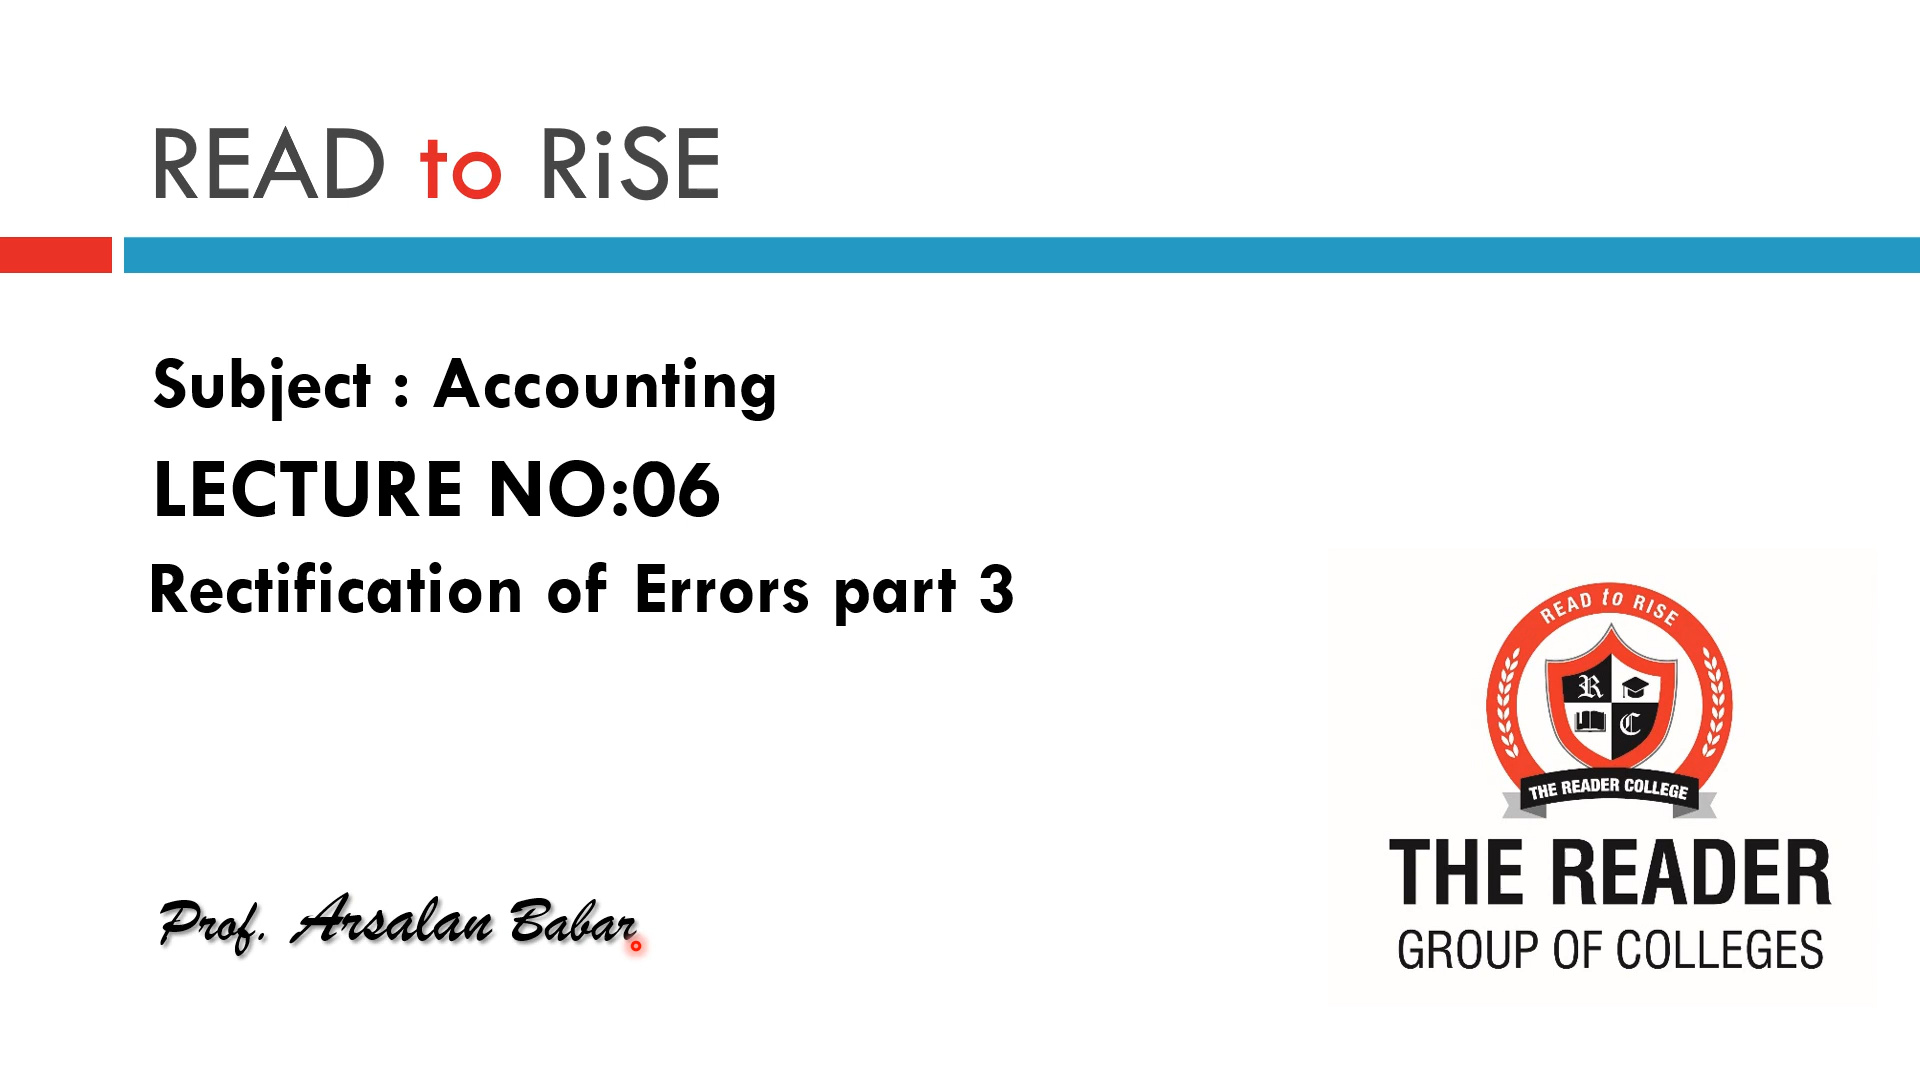 READ to RiSE
Subject : Accounting
LECTURE NO:06
Rectification of Errors part 3
Prof. Arsalan Babar
READ to RISE
R
C
THE READER COLLEGE
THE READER
GROUP OF COLLEGES